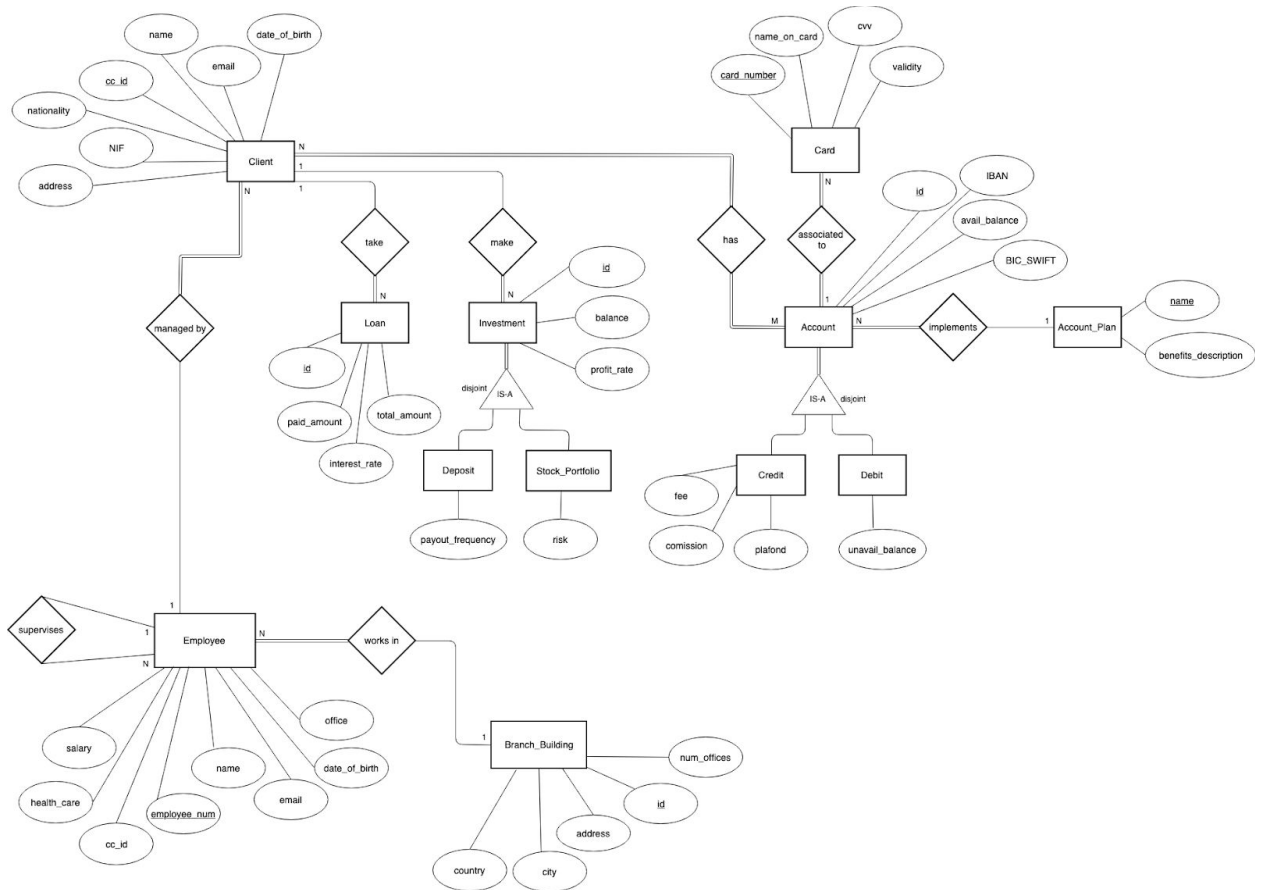 name
date_of_birth
email
cc_id
nationality
NIF
address
Client
N
1
1
N
name_on_card
cvv
card_number
validity
Card
N
id
IBAN
avail_balance
BIC_SWIFT
associated
to
has
take
make
managed by
N
N
M
1
Loan
id
paid_amount
interest_rate
total_amount
Investment
id
balance
profit_rate
disjoint
IS-A
Deposit
Stock_Portfolio
payout_frequency
risk
Account
N
implements
1
Account_Plan
name
benefits_description
IS-A
disjoint
Credit
Debit
fee
comission
plafond
unavail_balance
supervises
1
1
N
Employee
N
works in
1
salary
health_care
cc_id
employee_num
name
email
date_of_birth
office
Branch_Building
num_offices
id
address
city
country